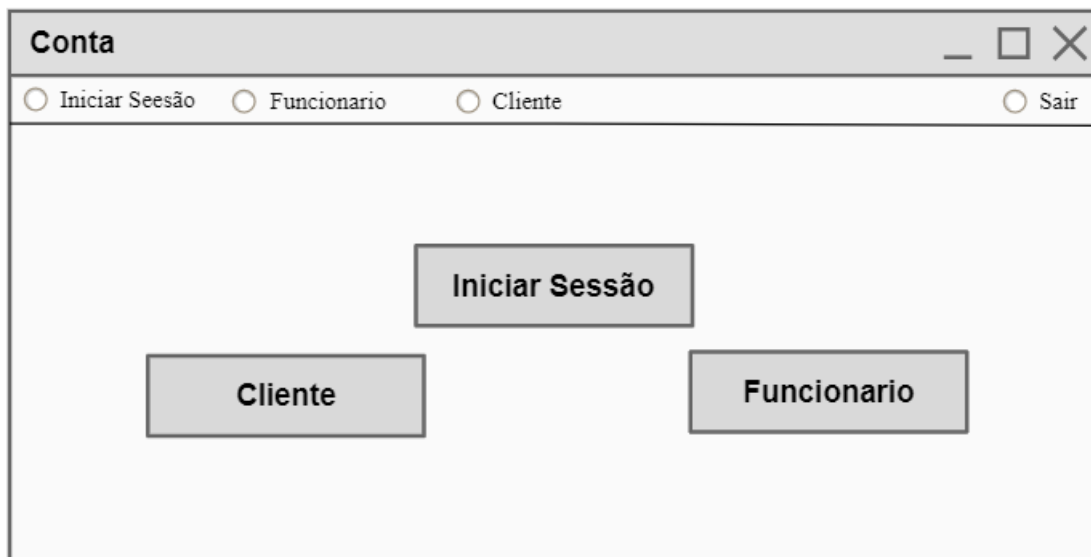 Conta
Iniciar Seesão Funcionario Cliente Sair
Iniciar Sessão
Cliente Funcionario